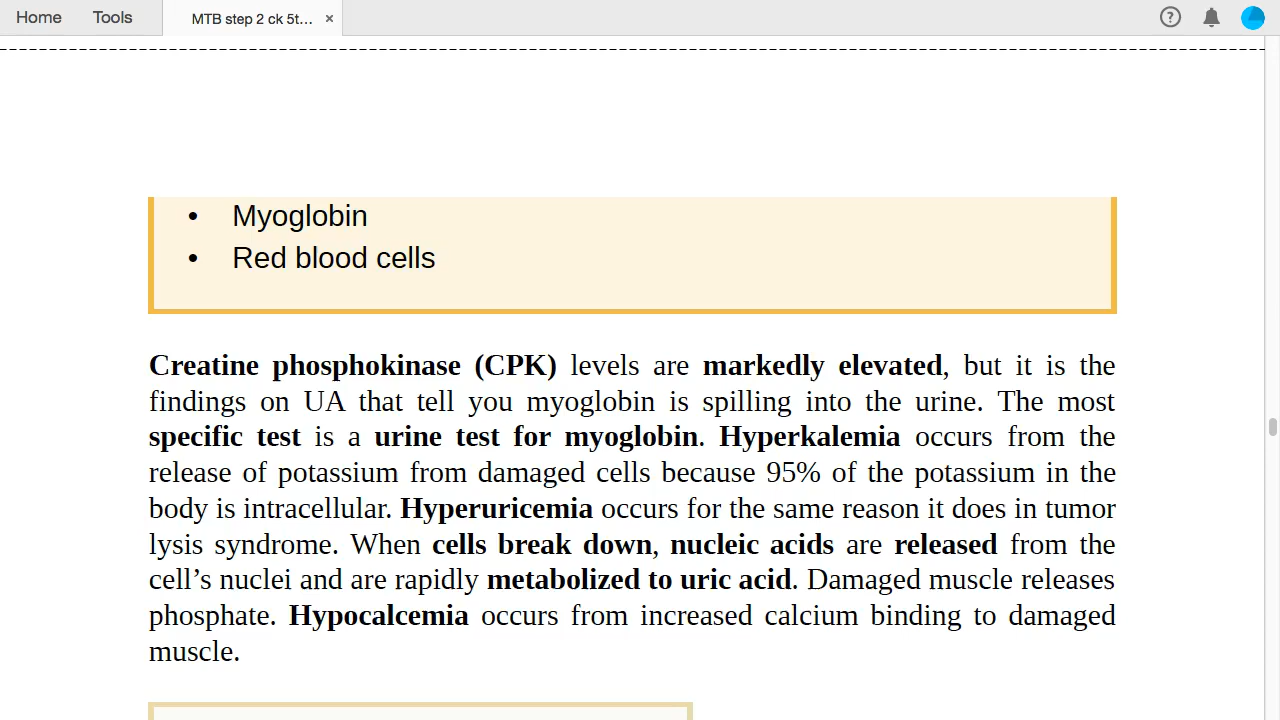 Home Tools MTB step 2 ck 5t... ×
• Myoglobin
• Red blood cells
Creatine phosphokinase (CPK) levels are markedly elevated, but it is the
findings on UA that tell you myoglobin is spilling into the urine. The most
specific test is a urine test for myoglobin. Hyperkalemia occurs from the
release of potassium from damaged cells because 95% of the potassium in the
body is intracellular. Hyperuricemia occurs for the same reason it does in tumor
lysis syndrome. When cells break down, nucleic acids are released from the
cell’s nuclei and are rapidly metabolized to uric acid. Damaged muscle releases
phosphate. Hypocalcemia occurs from increased calcium binding to damaged
muscle.